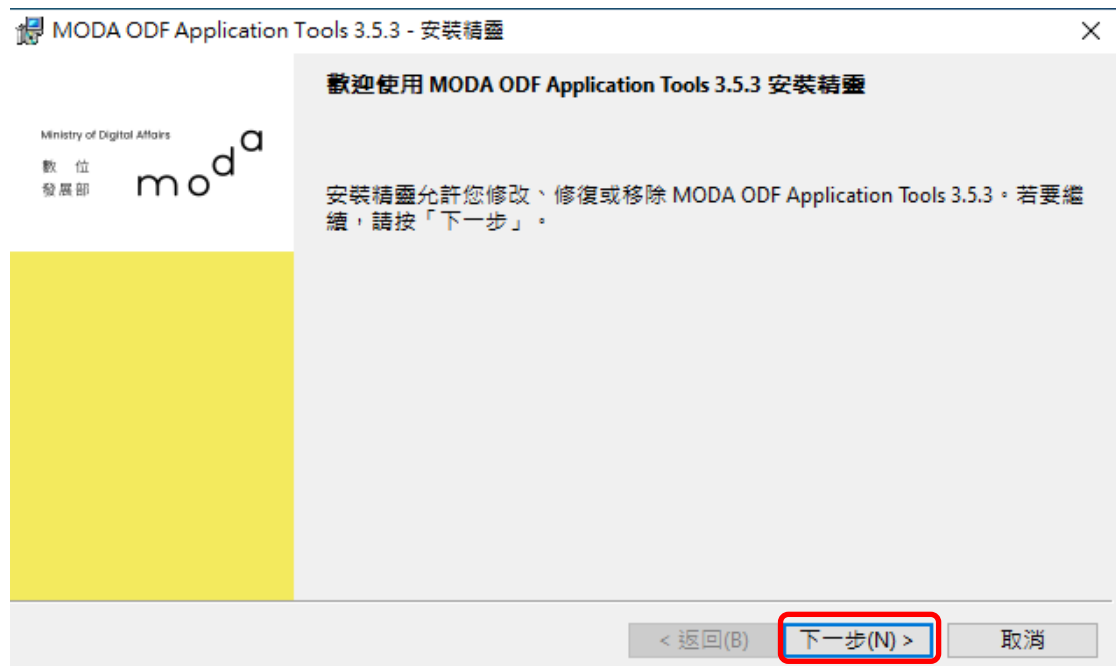 MODA ODF Application Tools 3.5.3 - 安裝精靈
歡迎使用 MODA ODF Application Tools 3.5.3 安裝精靈
Ministry of Digital Affairs
數位
發展部
moda
安裝精靈允許您修改、修復或移除 MODA ODF Application Tools 3.5.3。若要繼
續，請按「下一步」。
< 返回(B)
下一步(N) >
取消